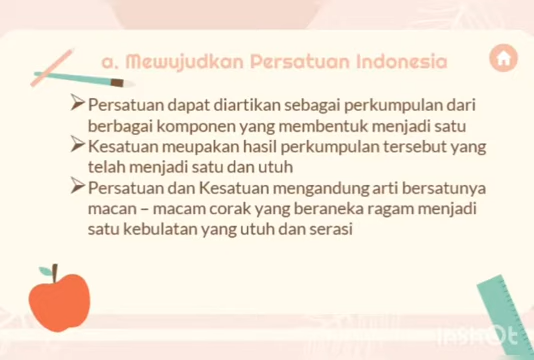 a. Mewujudkan Persatuan Indonesia
➢Persatuan dapat diartikan sebagai perkumpulan dari
berbagai komponen yang membentuk menjadi satu
➢Kesatuan meupakan hasil perkumpulan tersebut yang
telah menjadi satu dan utuh
➢Persatuan dan Kesatuan mengandung arti bersatunya
macan – macam corak yang beraneka ragam menjadi
satu kebulatan yang utuh dan serasi
InShOt